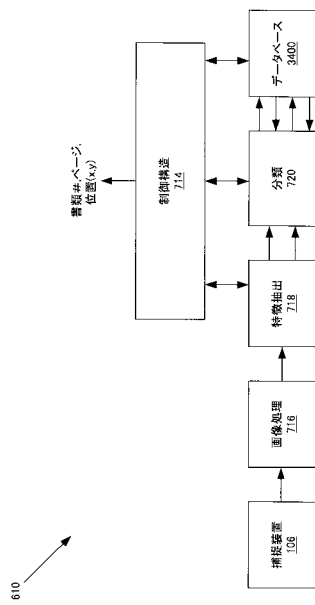 610
書類#,ページ,
位置(x,y)
制御構造
714
捕捉装置
106
画像処理
716
特徴抽出
718
分類
720
データベース
3400